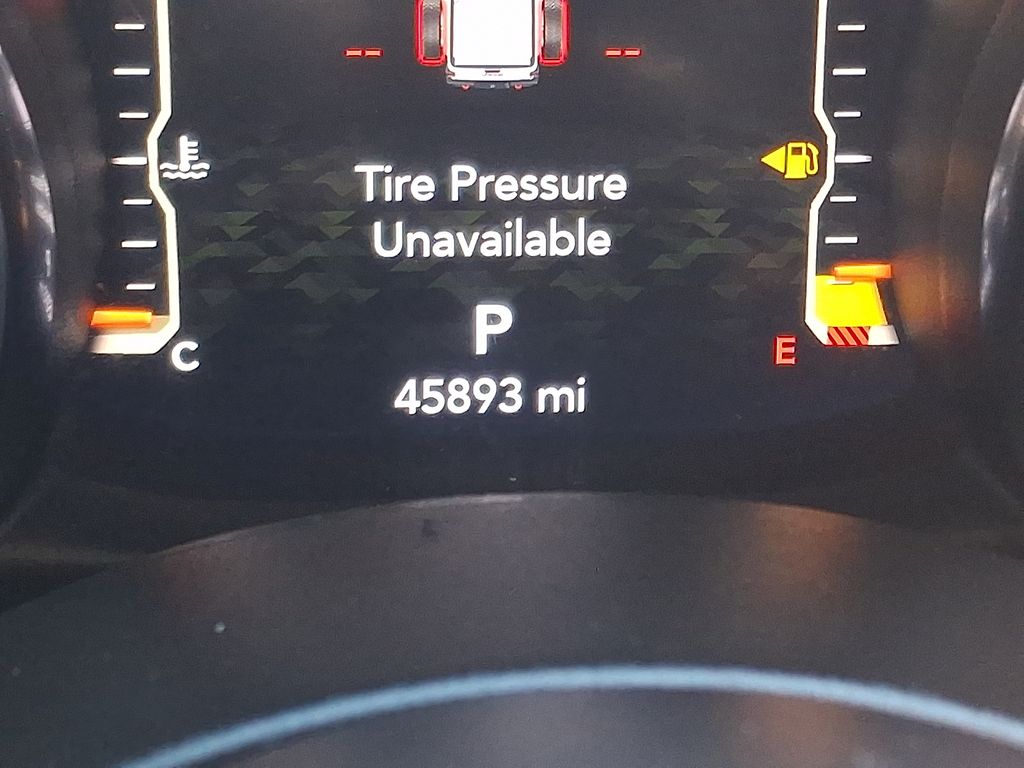 -- --
Tire Pressure
Unavailable
P
C E
45893 mi